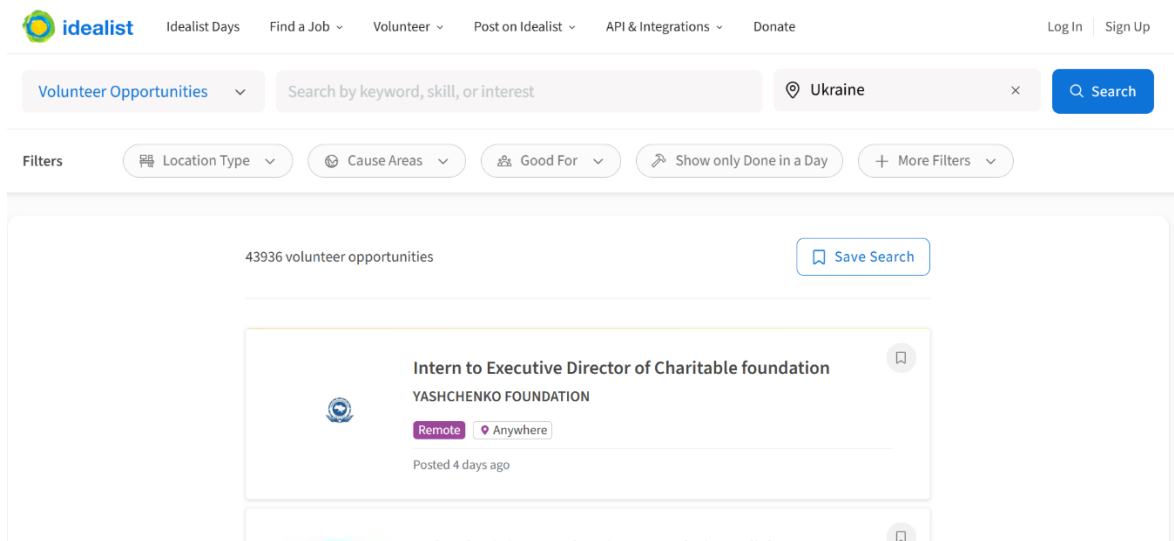 idealist Idealist Days Find a Job Volunteer Post on Idealist API & Integrations Donate Log In Sign Up
Volunteer Opportunities Search by keyword, skill, or interest Ukraine Search
Filters Location Type Cause Areas Good For Show only Done in a Day More Filters
43936 volunteer opportunities Save Search
Intern to Executive Director of Charitable foundation
YASHCHENKO FOUNDATION
Remote Anywhere
Posted 4 days ago